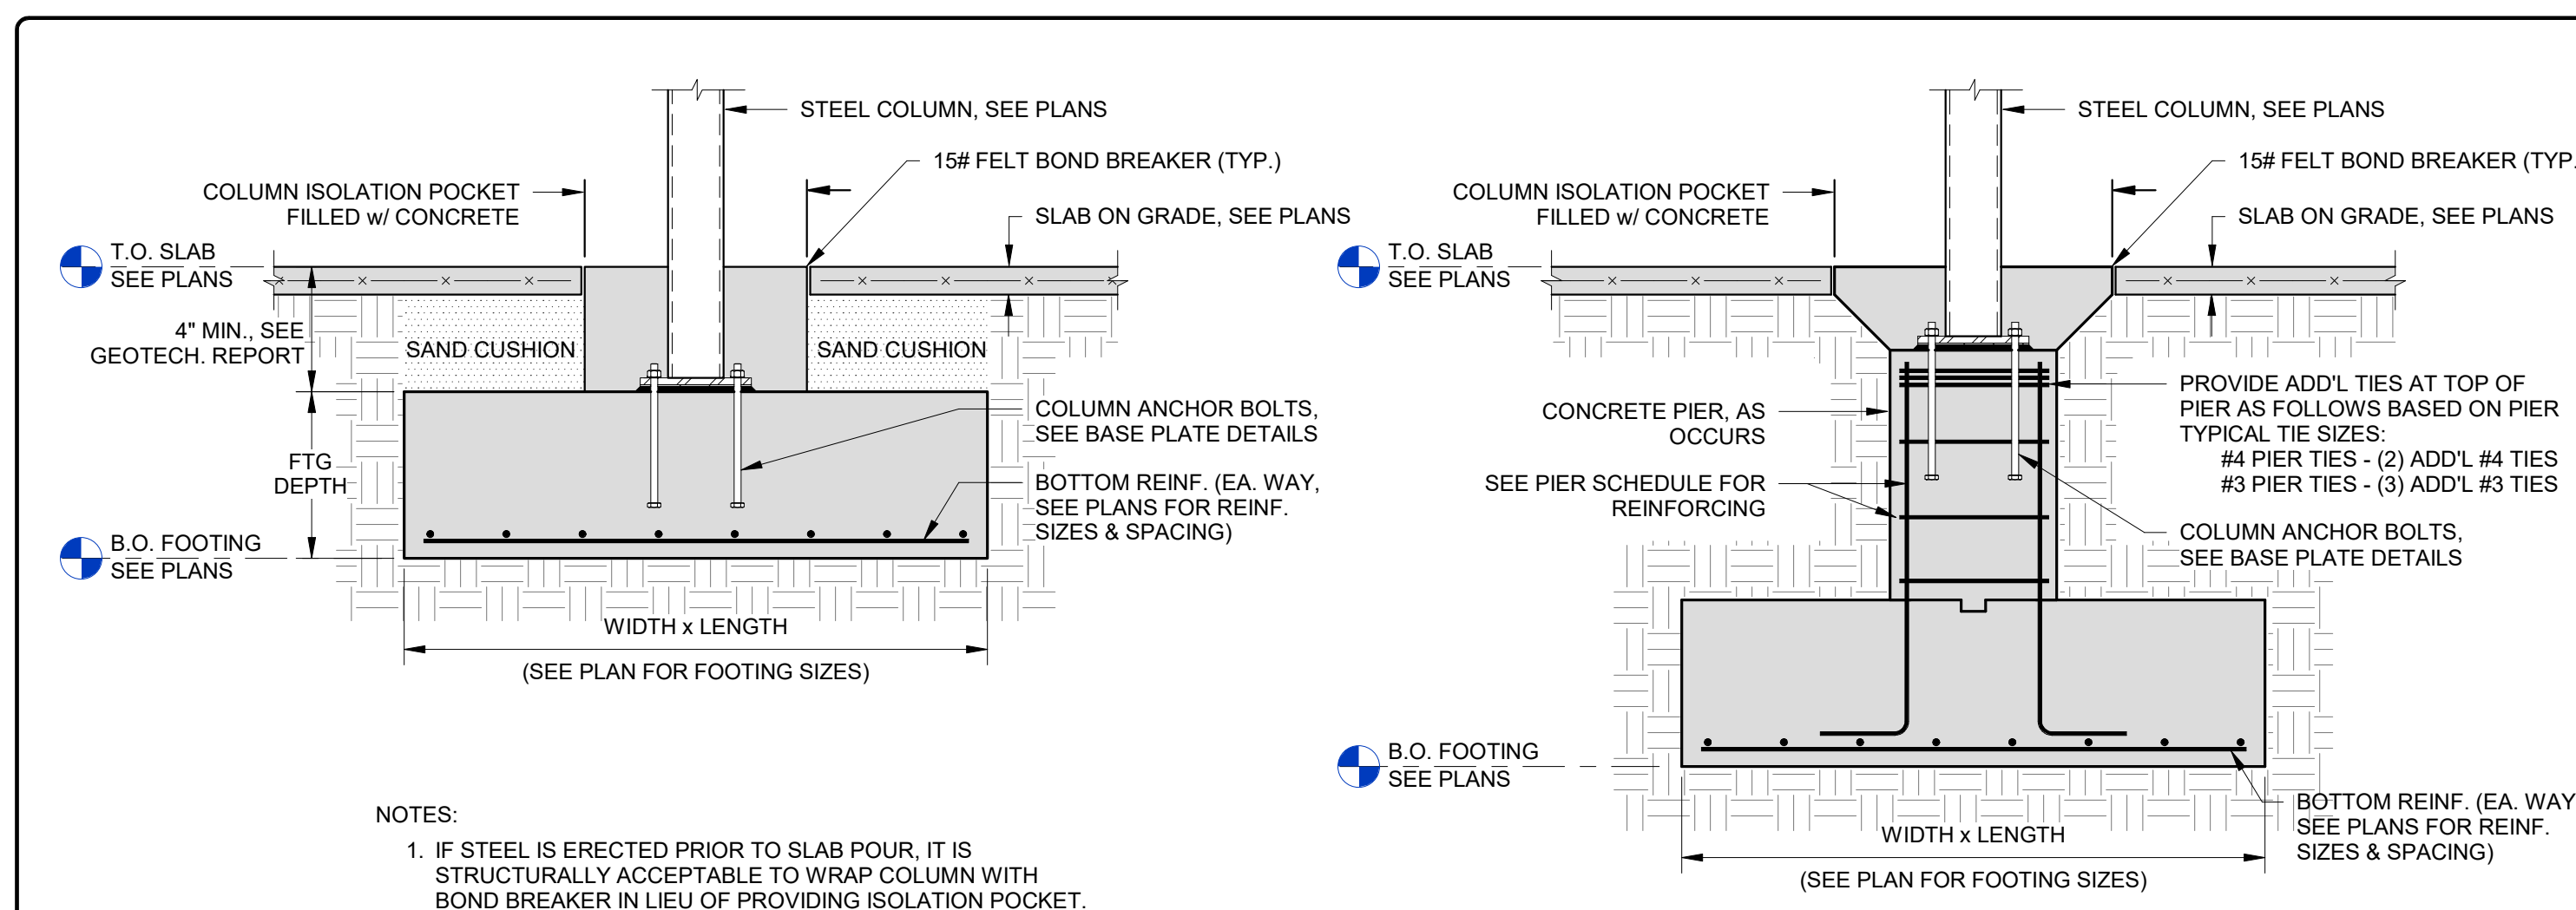 STEEL COLUMN, SEE PLANS
15# FELT BOND BREAKER (TYP.)
COLUMN ISOLATION POCKET
FILLED w/ CONCRETE
SLAB ON GRADE, SEE PLANS
T.O. SLAB
SEE PLANS
4" MIN., SEE
GEOTECH. REPORT
SAND CUSHION
SAND CUSHION
COLUMN ANCHOR BOLTS,
SEE BASE PLATE DETAILS
FTG
DEPTH
BOTTOM REINF. (EA. WAY,
SEE PLANS FOR REINF.
SIZES & SPACING)
B.O. FOOTING
SEE PLANS
WIDTH x LENGTH
(SEE PLAN FOR FOOTING SIZES)
NOTES:
1. IF STEEL IS ERECTED PRIOR TO SLAB POUR, IT IS
STRUCTURALLY ACCEPTABLE TO WRAP COLUMN WITH
BOND BREAKER IN LIEU OF PROVIDING ISOLATION POCKET.
STEEL COLUMN, SEE PLANS
15# FELT BOND BREAKER (TYP.
COLUMN ISOLATION POCKET
FILLED w/ CONCRETE
SLAB ON GRADE, SEE PLANS
T.O. SLAB
SEE PLANS
PROVIDE ADD'L TIES AT TOP OF
PIER AS FOLLOWS BASED ON PIER
TYPICAL TIE SIZES:
#4 PIER TIES - (2) ADD'L #4 TIES
#3 PIER TIES - (3) ADD'L #3 TIES
CONCRETE PIER, AS
OCCURS
SEE PIER SCHEDULE FOR
REINFORCING
COLUMN ANCHOR BOLTS,
SEE BASE PLATE DETAILS
B.O. FOOTING
SEE PLANS
BOTTOM REINF. (EA. WAY
SEE PLANS FOR REINF.
SIZES & SPACING)
WIDTH x LENGTH
(SEE PLAN FOR FOOTING SIZES)